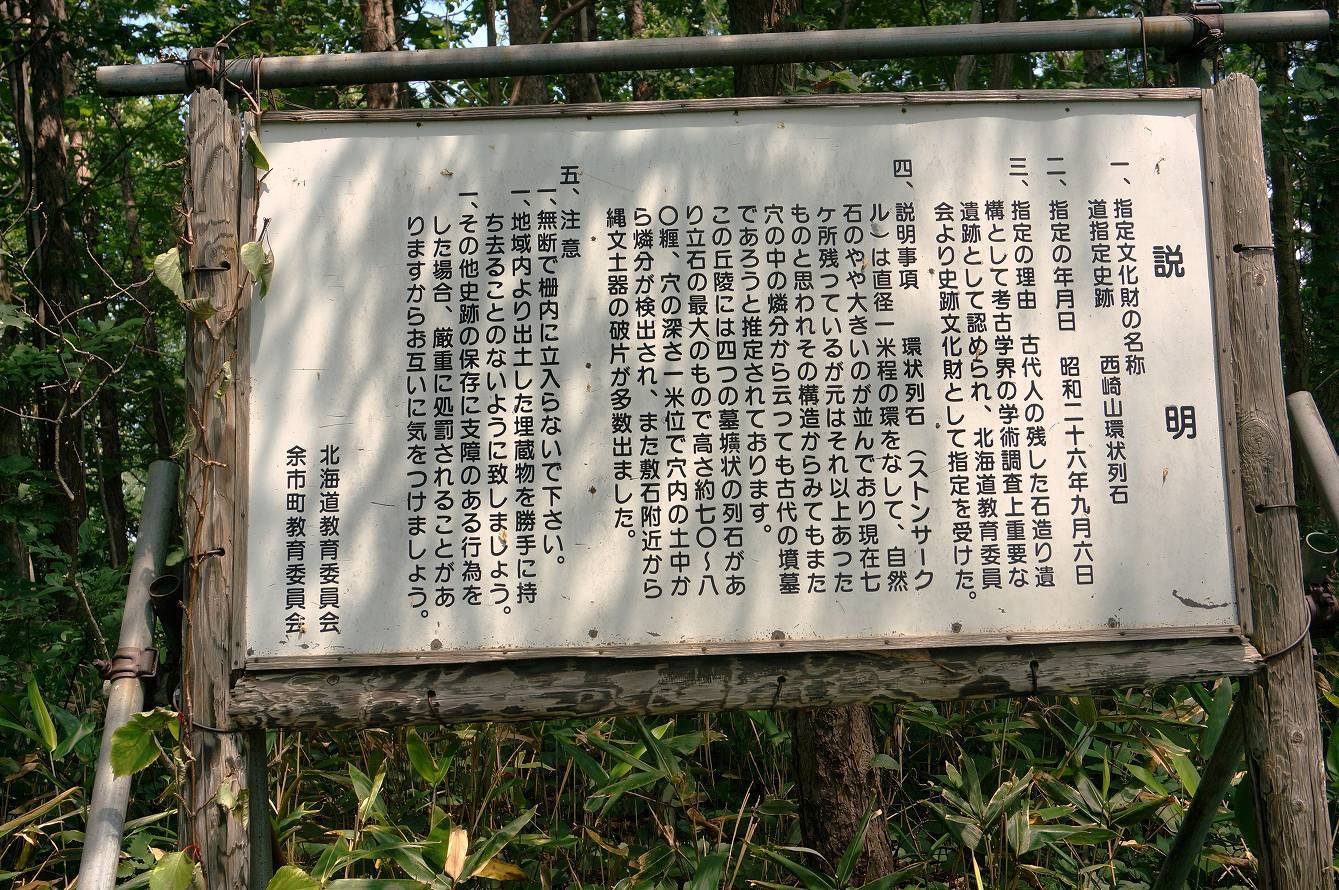 説明
一、指定文化財の名称
道指定史跡　西崎山環状列石
二、指定の年月日　昭和二十六年九月六日
三、指定の理由　古代人の残した石造り遺
構として考古学界の学術調査上重要な
遺跡として認められ、北海道教育委員
会より史跡文化財として指定を受けた。
四、説明事項　環状列石（ストンサーク
ル）は直径一米程の環をなして、自然
石のやや大きいのが並んでおり現在七
ヶ所残つているが元はそれ以上あつた
ものと思われその構造からみてもまた
穴の中の燐分から云つても古代の墳墓
であろうと推定されております。
この丘陵には四つの墓壙状の列石があ
り立石の最大のもので高さ約七〇～八
〇糎、穴の深さ一米位で穴内の土中か
ら燐分が検出され、また敷石附近から
縄文土器の破片が多数出ました。
五、注意
一、無断で柵内に立入らないで下さい。
一、地域内より出土した埋蔵物を勝手に持
ち去ることのないように致しまじよう。
一、その他史跡の保存に支障のある行為を
した場合、厳重に処罰されることがあ
りますからお互いに気をつけましよう。
北海道教育委員会
余市町教育委員会